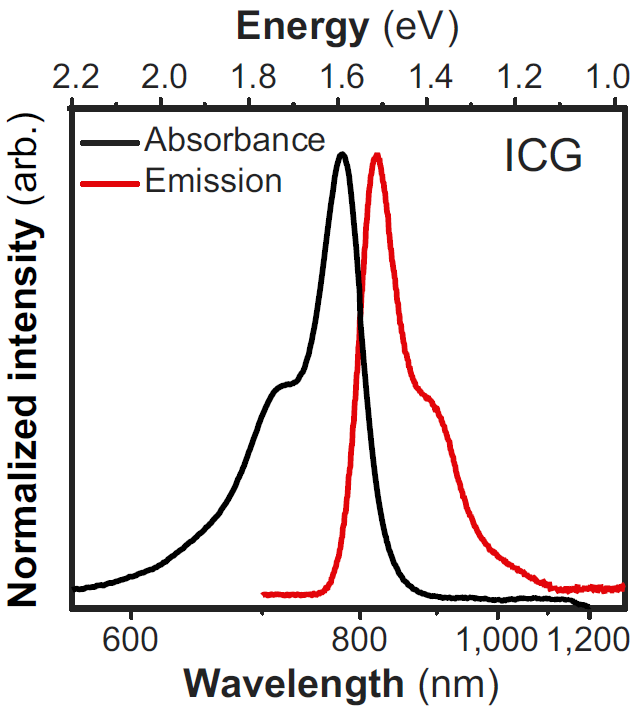 Energy (eV)
2.2 2.0 1.8 1.6 1.4 1.2 1.0
Absorbance
Emission
ICG
Normalized intensity (arb.)
600 800 1,000 1,200
Wavelength (nm)